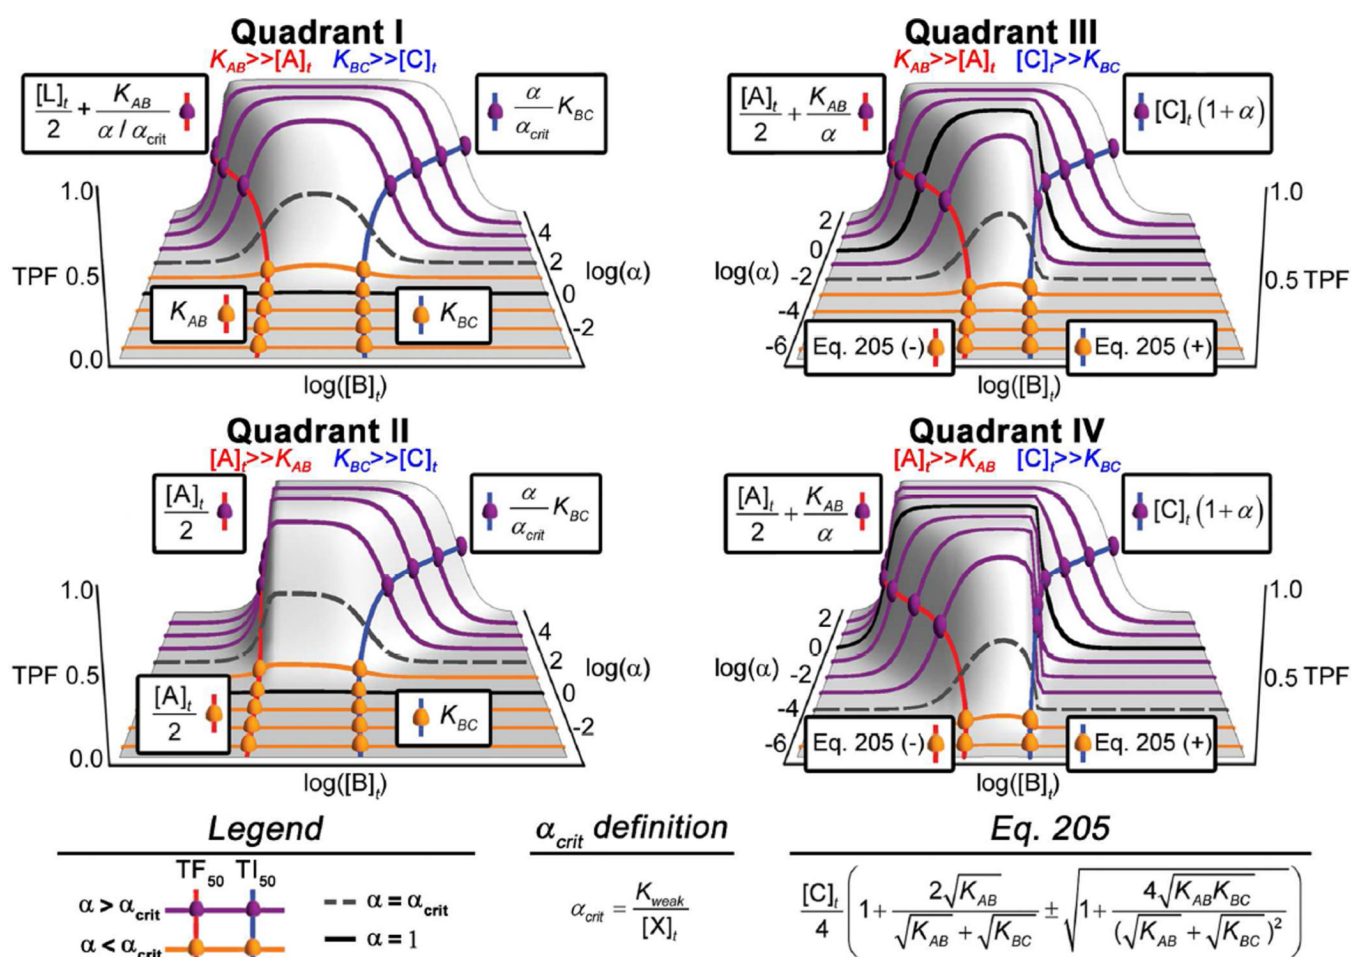 Quadrant I
K_AB>>[A]_t K_BC>>[C]_t
[L]_t/2 + K_AB/(α / α_crit)
α/α_crit K_BC
1.0
TPF 0.5
0.0
4
2
0
-2
log(α)
K_AB
K_BC
log([B]_t)
Quadrant III
K_AB>>[A]_t [C]_t>>K_BC
[A]_t/2 + K_AB/α
[C]_t(1+α)
2
0
-2
-4
-6
log(α)
1.0
0.5 TPF
Eq. 205 (-)
Eq. 205 (+)
log([B]_t)
Quadrant II
[A]_t>>K_AB K_BC>>[C]_t
[A]_t/2
α/α_crit K_BC
1.0
TPF 0.5
0.0
4
2
0
-2
log(α)
[A]_t/2
K_BC
log([B]_t)
Quadrant IV
[A]_t>>K_AB [C]_t>>K_BC
[A]_t/2 + K_AB/α
[C]_t(1+α)
2
0
-2
-4
-6
log(α)
1.0
0.5 TPF
Eq. 205 (-)
Eq. 205 (+)
log([B]_t)
Legend
TF_50 TI_50
α > α_crit
α < α_crit
α = α_crit
α = 1
α_crit definition
α_crit = K_weak/[X]_t
Eq. 205
[C]_t/4 (1 + 2√K_AB/(√K_AB + √K_BC) ± √(1 + 4√(K_AB K_BC)/(√K_AB + √K_BC)²))